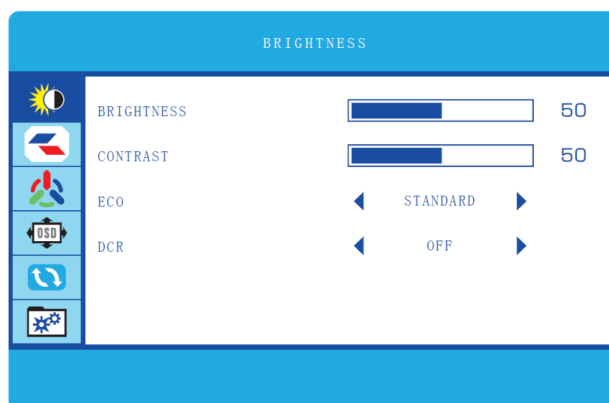 BRIGHTNESS
BRIGHTNESS 50
CONTRAST 50
ECO STANDARD
DCR OFF
OSD